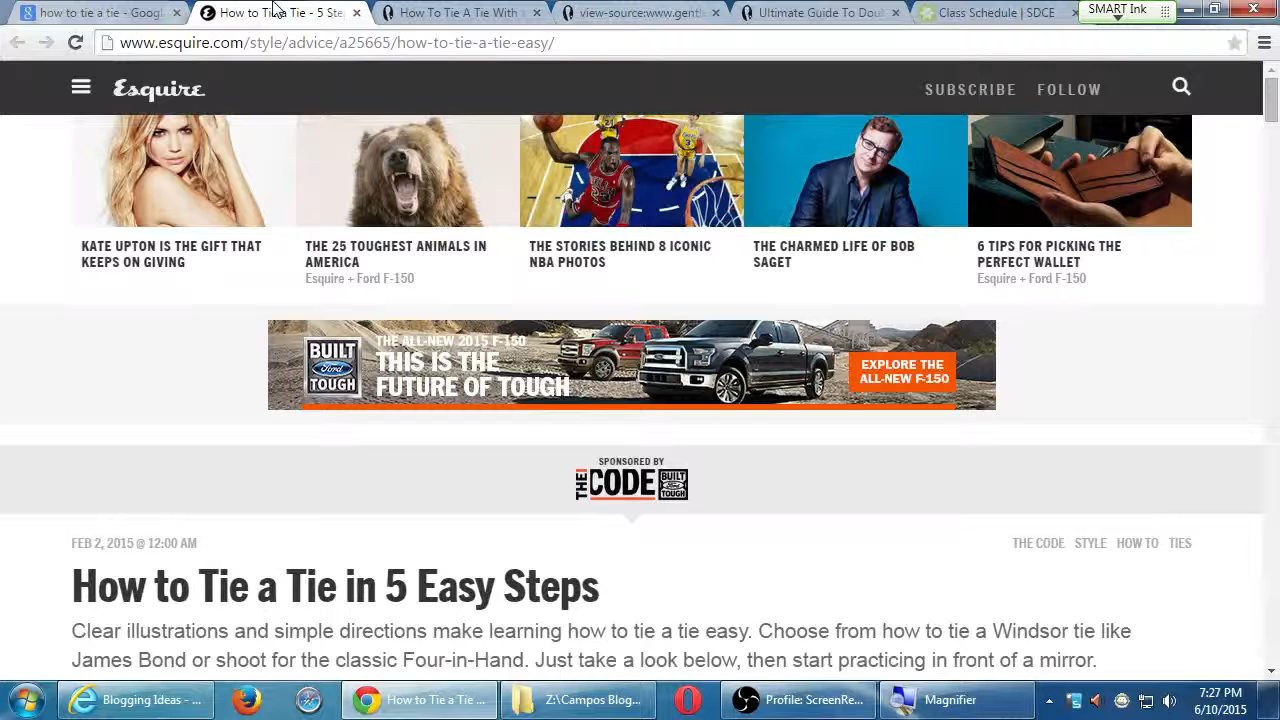 how to tie a tie - Googl
How to Tie a Tie - 5 Ste
How To Tie A Tie With
view-source:www.gentl
Ultimate Guide To Doub
Class Schedule | SDCE
SMART Ink
www.esquire.com/style/advice/a25665/how-to-tie-a-tie-easy/
Esquire
SUBSCRIBE FOLLOW
KATE UPTON IS THE GIFT THAT
KEEPS ON GIVING
THE 25 TOUGHEST ANIMALS IN
AMERICA
Esquire + Ford F-150
THE STORIES BEHIND 8 ICONIC
NBA PHOTOS
THE CHARMED LIFE OF BOB
SAGET
6 TIPS FOR PICKING THE
PERFECT WALLET
Esquire + Ford F-150
BUILT
Ford
TOUGH
THE ALL-NEW 2015 F-150
THIS IS THE
FUTURE OF TOUGH
EXPLORE THE
ALL-NEW F-150
SPONSORED BY
THE CODE
BUILT
Ford
TOUGH
FEB 2, 2015 @ 12:00 AM
THE CODE STYLE HOW TO TIES
How to Tie a Tie in 5 Easy Steps
Clear illustrations and simple directions make learning how to tie a tie easy. Choose from how to tie a Windsor tie like
James Bond or shoot for the classic Four-in-Hand. Just take a look below, then start practicing in front of a mirror.
Blogging Ideas - ...
How to Tie a Tie ...
Z:\Campos Blog...
Profile: ScreenRe...
Magnifier
7:27 PM
6/10/2015